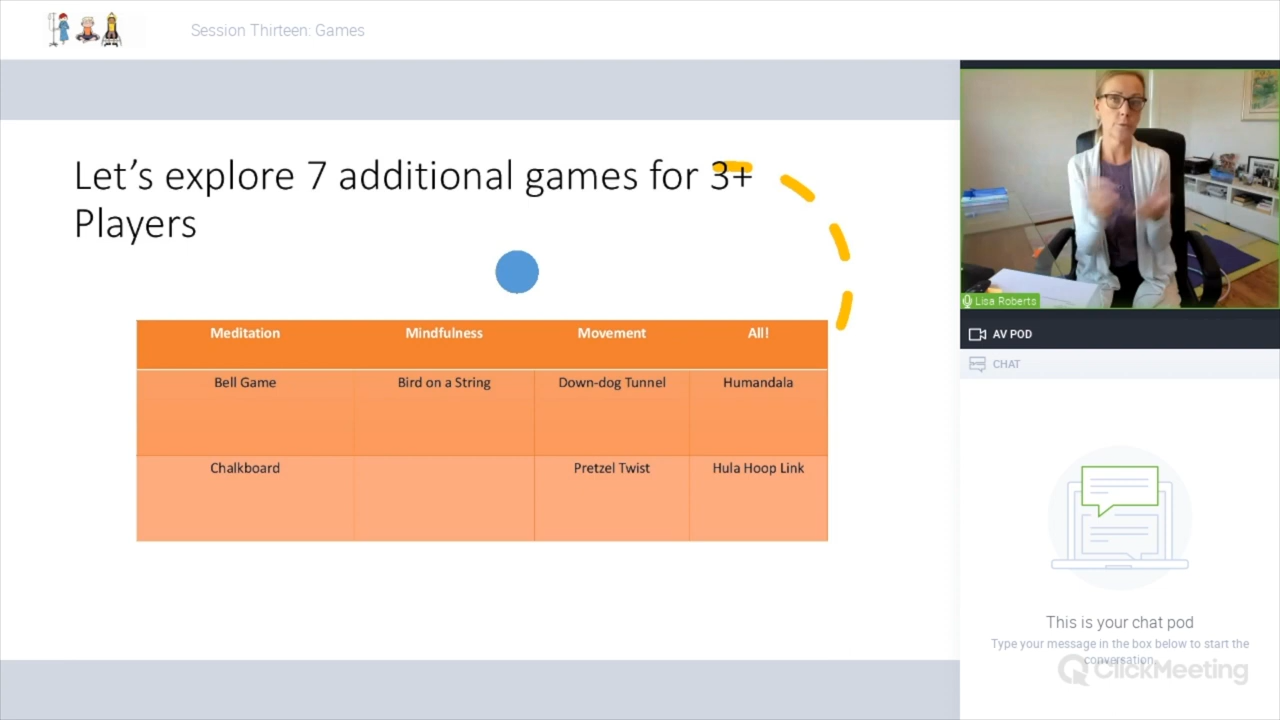 Session Thirteen: Games
Let’s explore 7 additional games for 3+
Players
Meditation Mindfulness Movement All!
Bell Game Bird on a String Down-dog Tunnel Humandala
Chalkboard Pretzel Twist Hula Hoop Link
Lisa Roberts
AV POD
CHAT
This is your chat pod
Type your message in the box below to start the
conversation.
ClickMeeting